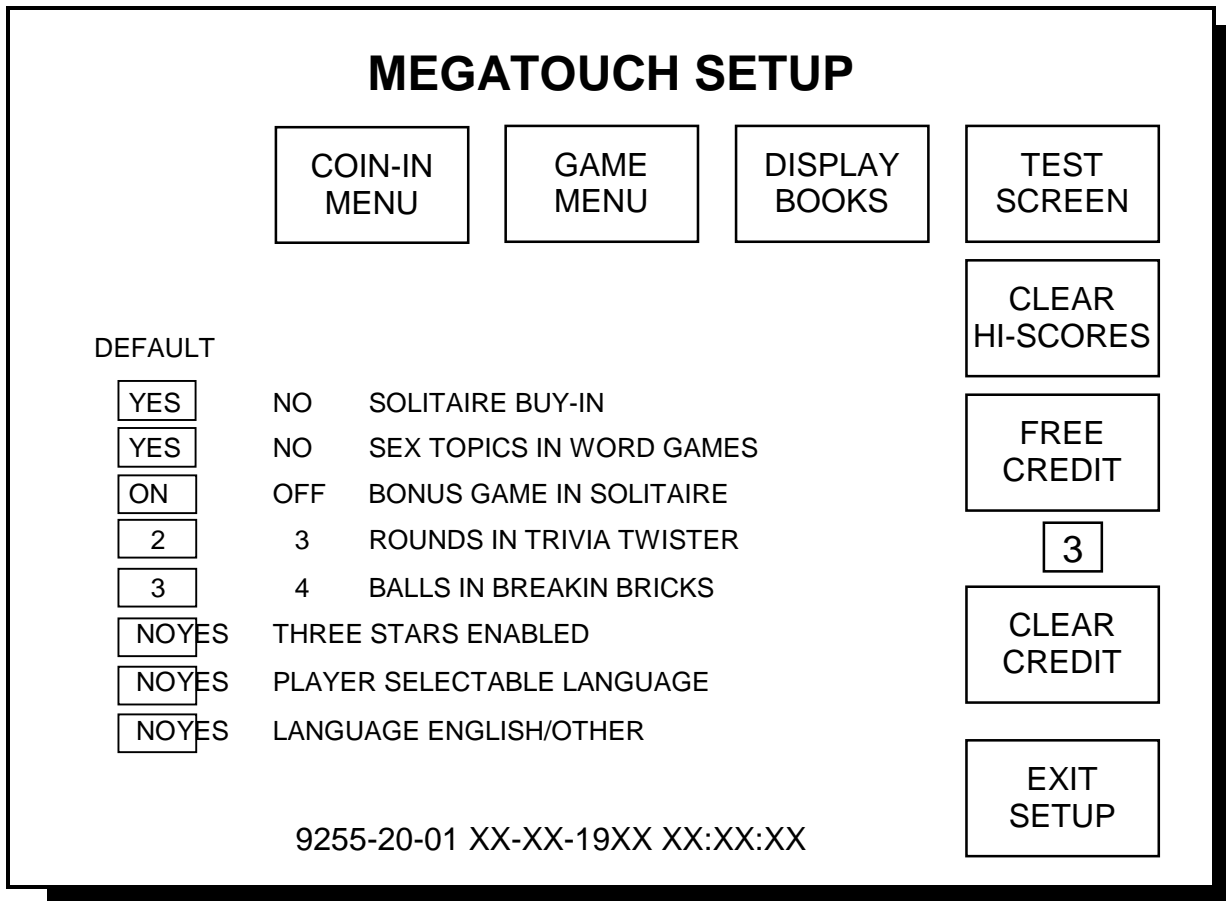 MEGATOUCH SETUP
COIN-IN
MENU
GAME
MENU
DISPLAY
BOOKS
TEST
SCREEN
CLEAR
HI-SCORES
DEFAULT
YES NO SOLITAIRE BUY-IN
YES NO SEX TOPICS IN WORD GAMES
ON OFF BONUS GAME IN SOLITAIRE
2 3 ROUNDS IN TRIVIA TWISTER
3 4 BALLS IN BREAKIN BRICKS
NOYES THREE STARS ENABLED
NOYES PLAYER SELECTABLE LANGUAGE
NOYES LANGUAGE ENGLISH/OTHER
FREE
CREDIT
3
CLEAR
CREDIT
EXIT
SETUP
9255-20-01 XX-XX-19XX XX:XX:XX